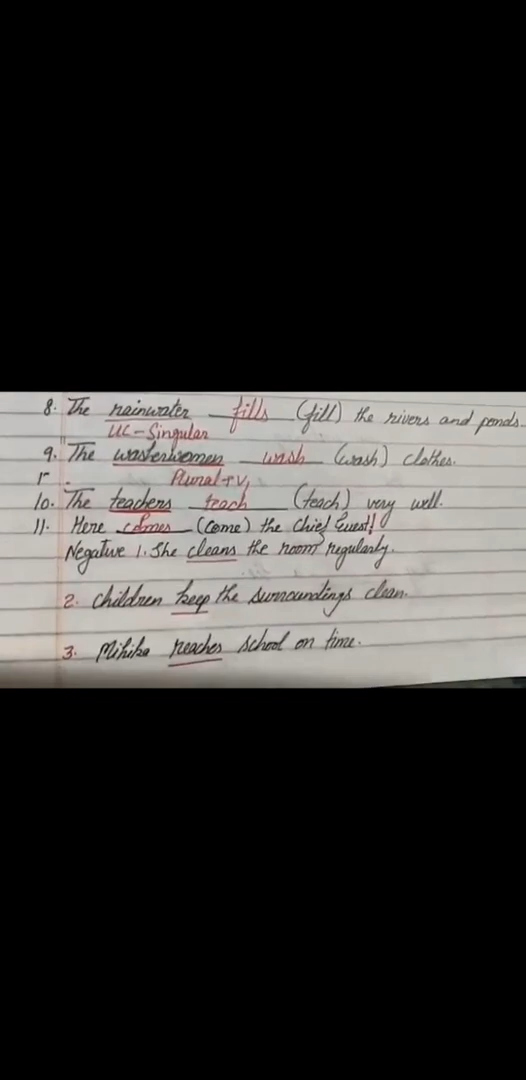 8. The rainwater fills (fill) the rivers and ponds.
UC - Singular
9. The washerwomen wash (wash) clothes.
Plural + V1
10. The teachers teach (teach) very well.
11. Here comes (come) the Chief Guest!
Negative 1. She cleans the room regularly.
2. Children keep the surroundings clean.
3. Mihika reaches school on time.